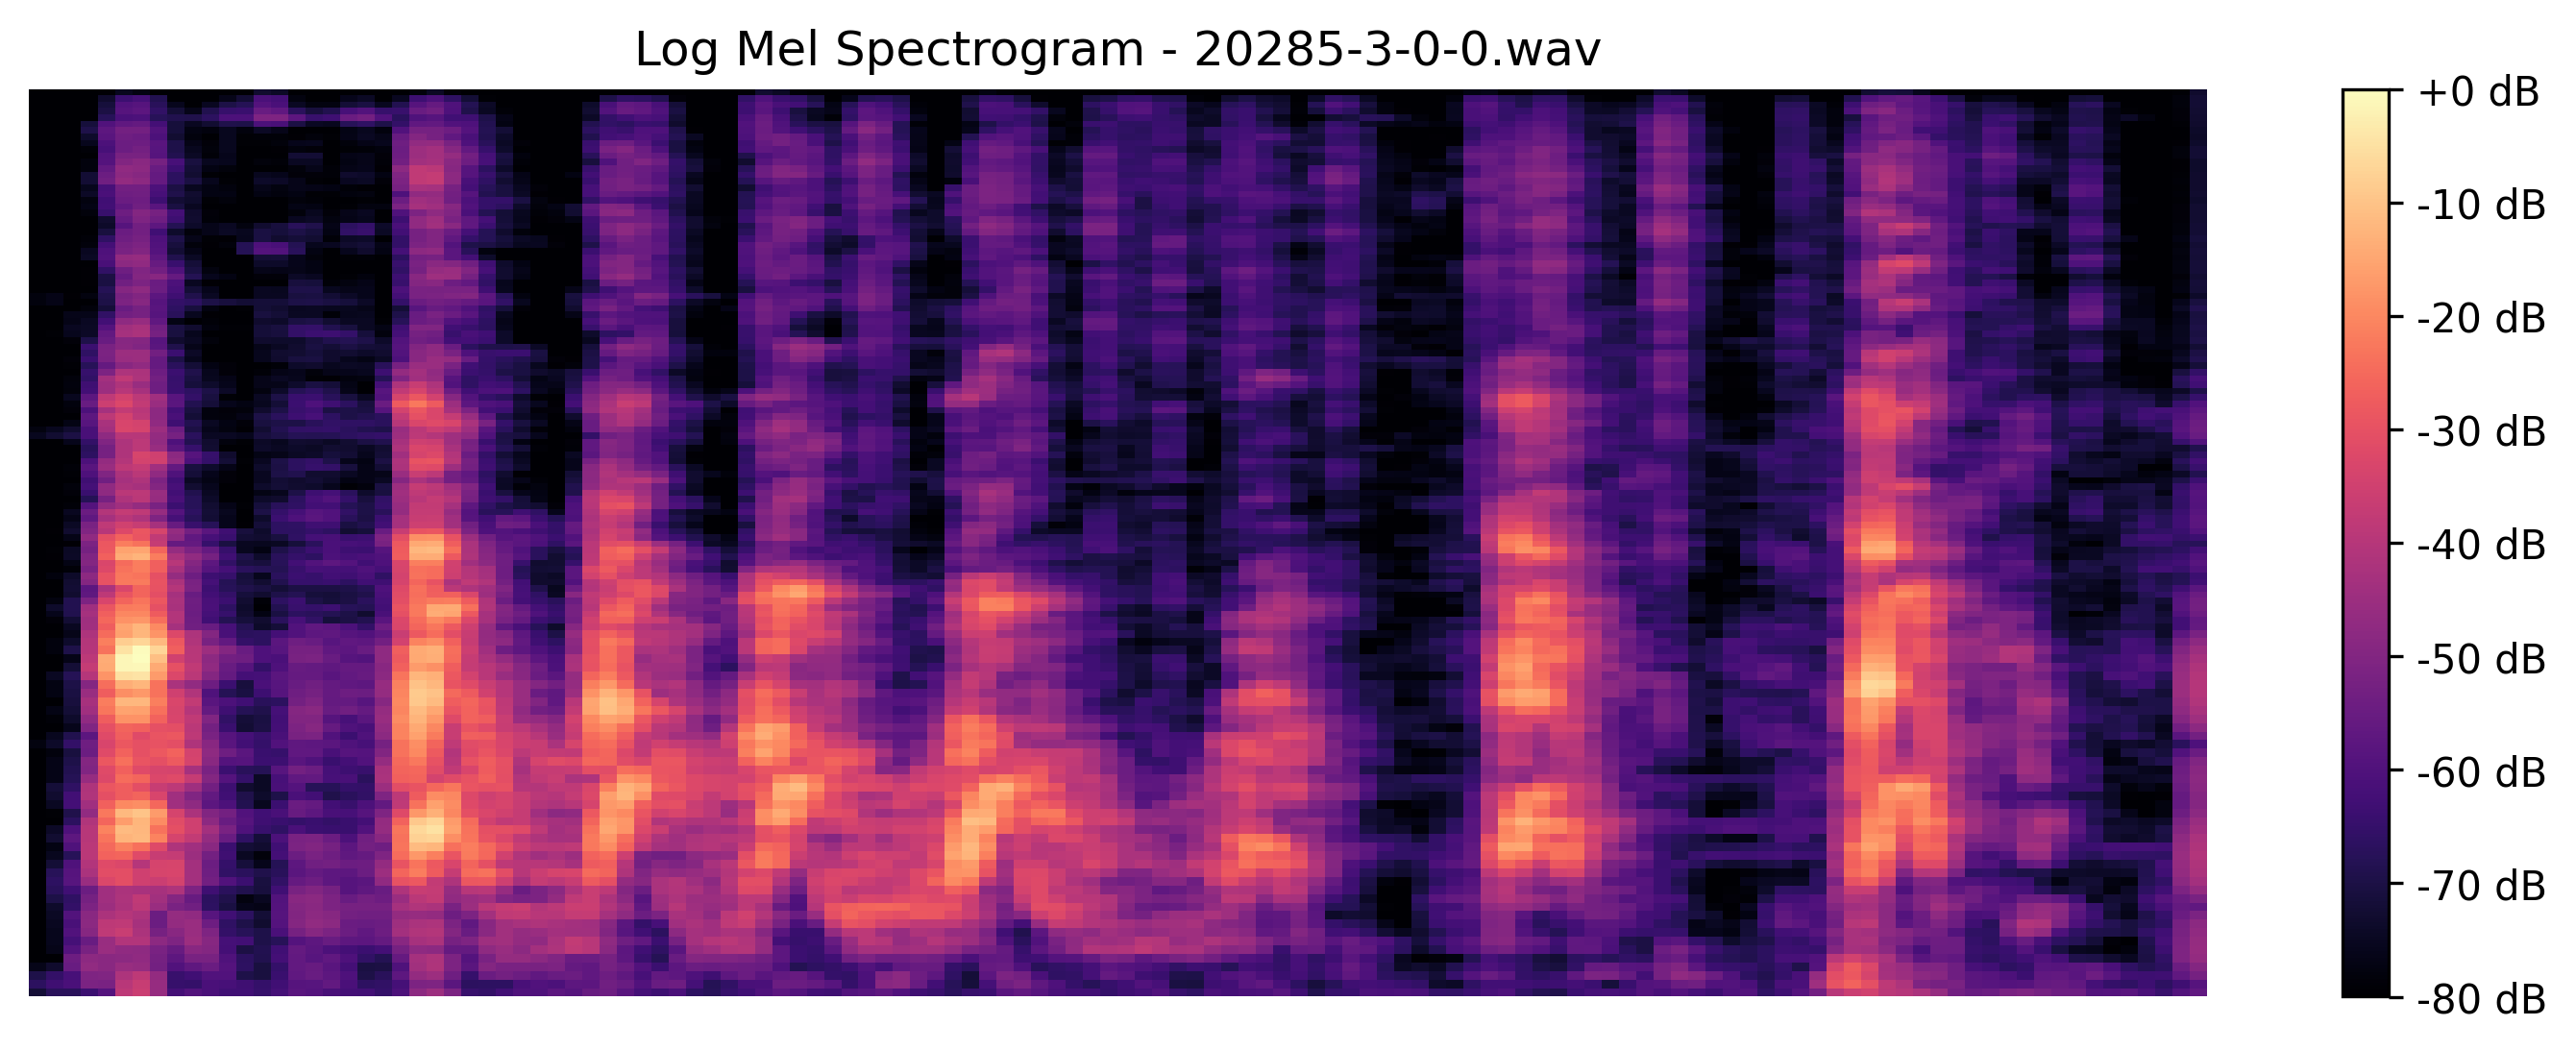 Log Mel Spectrogram - 20285-3-0-0.wav
+0 dB
-10 dB
-20 dB
-30 dB
-40 dB
-50 dB
-60 dB
-70 dB
-80 dB